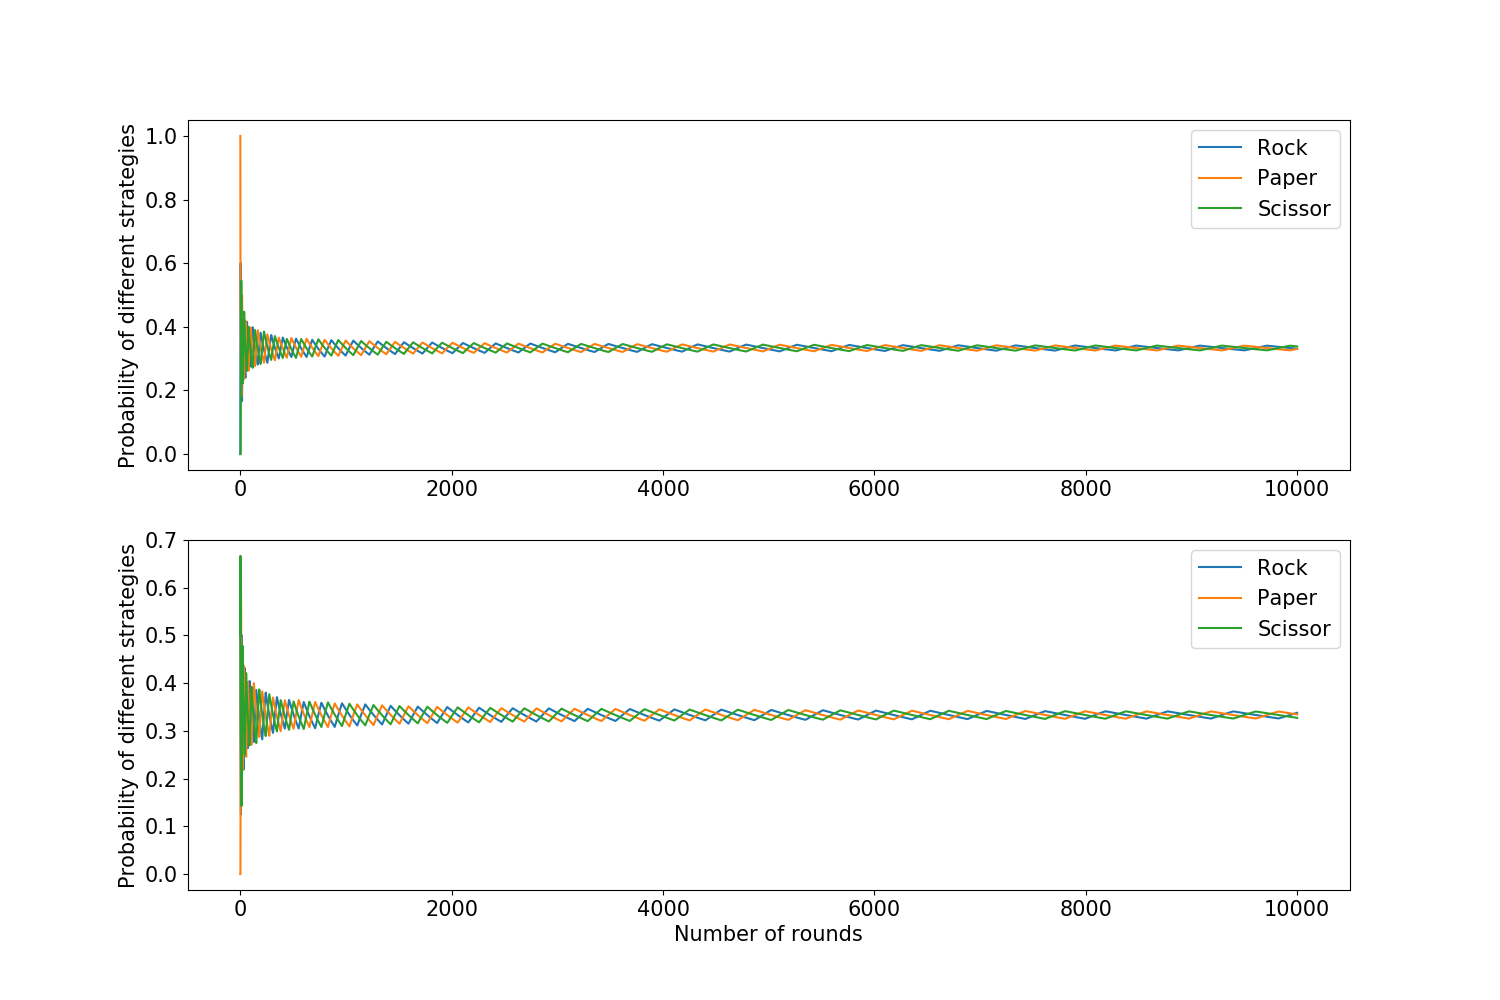 Probability of different strategies
1.0
0.8
0.6
0.4
0.2
0.0
Rock
Paper
Scissor
0 2000 4000 6000 8000 10000
Probability of different strategies
0.7
0.6
0.5
0.4
0.3
0.2
0.1
0.0
Rock
Paper
Scissor
0 2000 4000 6000 8000 10000
Number of rounds